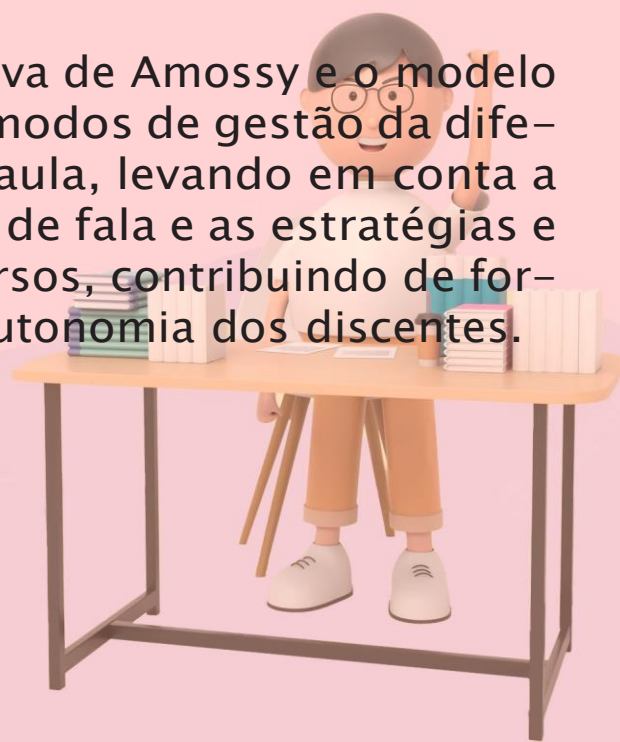 va de Amossy e o modelo
modos de gestão da dife-
aula, levando em conta a
de fala e as estratégias e
rsos, contribuindo de for-
utonomia dos discentes.